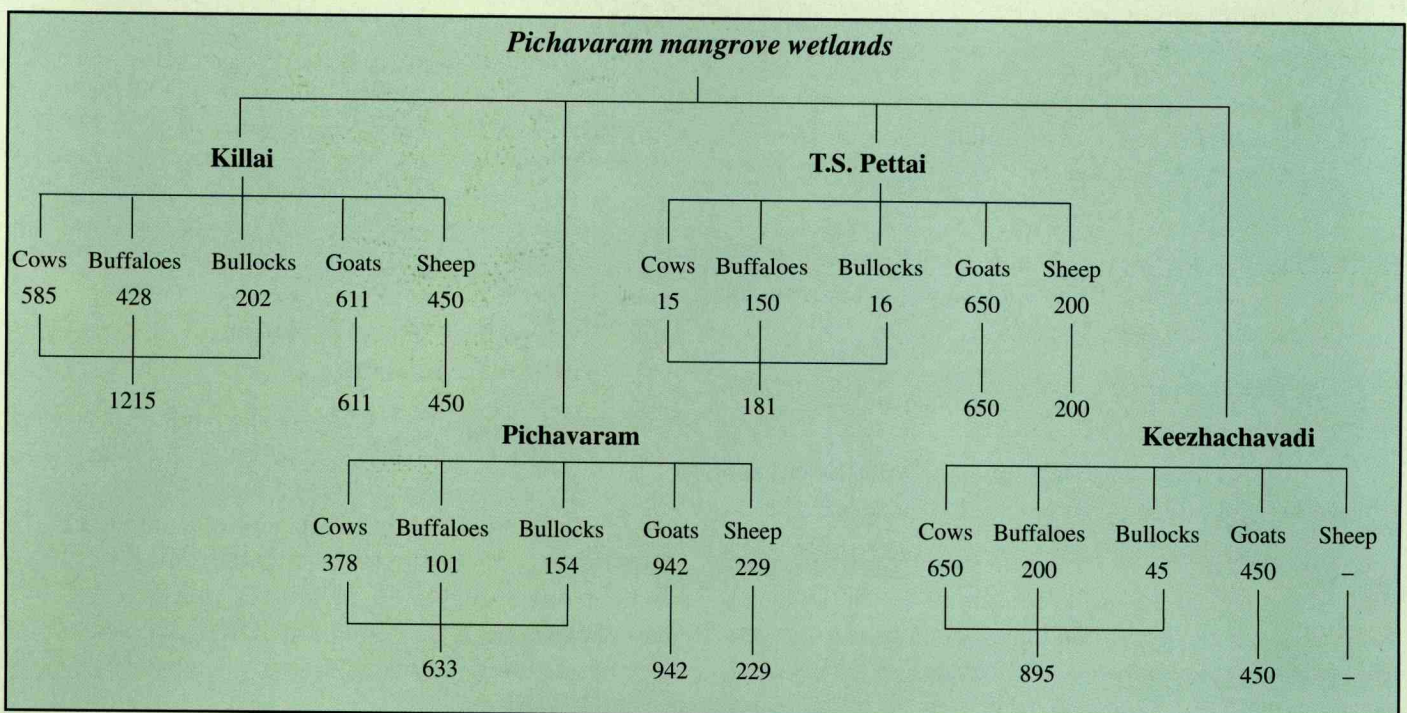 Pichavaram mangrove wetlands
Killai
Cows Buffaloes Bullocks Goats Sheep
585 428 202 611 450
1215 611 450
T.S. Pettai
Cows Buffaloes Bullocks Goats Sheep
15 150 16 650 200
181 650 200
Pichavaram
Cows Buffaloes Bullocks Goats Sheep
378 101 154 942 229
633 942 229
Keezhachavadi
Cows Buffaloes Bullocks Goats Sheep
650 200 45 450 –
895 450 –